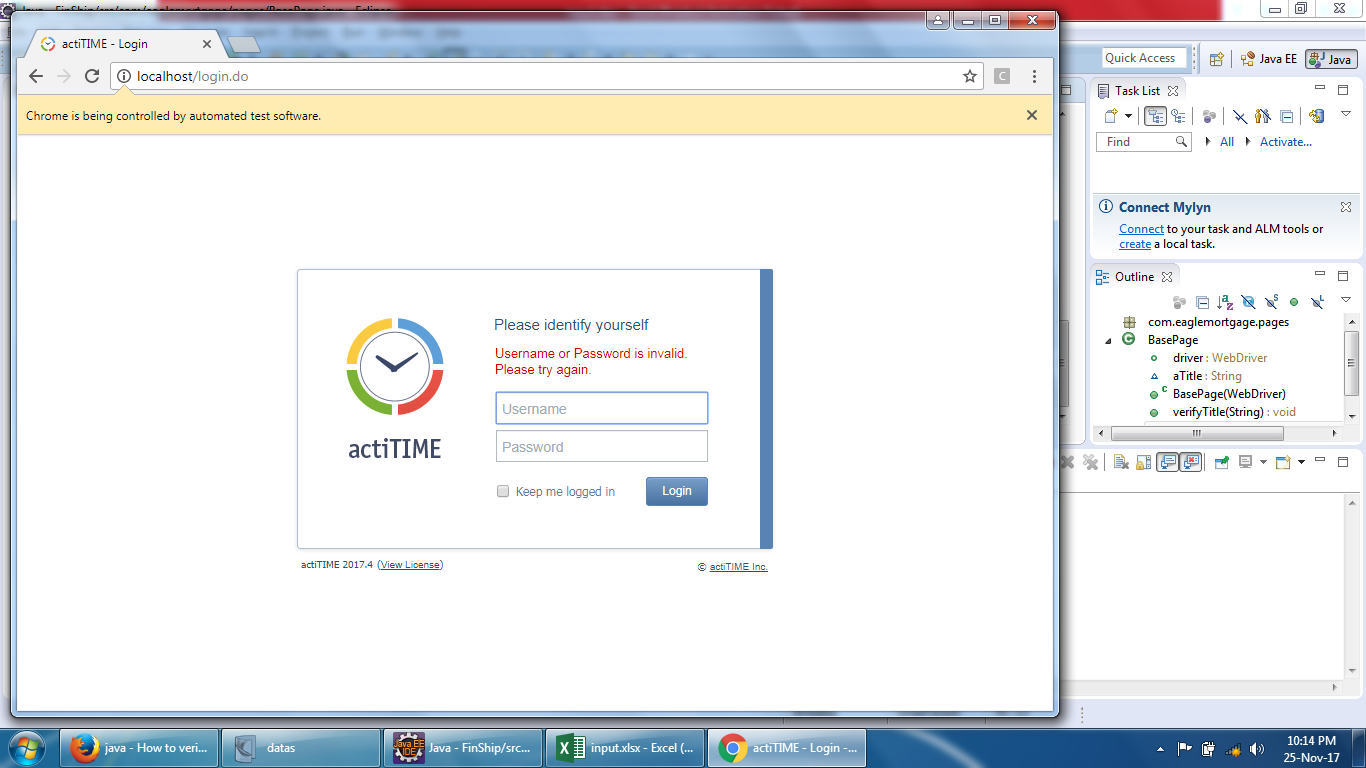 actiTIME - Login
localhost/login.do
C
Chrome is being controlled by automated test software.
Please identify yourself
Username or Password is invalid.
Please try again.
Username
Password
Keep me logged in
Login
actiTIME
actiTIME 2017.4 (View License)
© actiTIME Inc.
Quick Access
Java EE
Java
Task List
Find
All
Activate...
Connect Mylyn
Connect to your task and ALM tools or
create a local task.
Outline
com.eaglemortgage.pages
BasePage
driver : WebDriver
aTitle : String
BasePage(WebDriver)
verifyTitle(String) : void
java - How to veri...
datas
Java EE
IDE
Java - FinShip/src...
input.xlsx - Excel (...
actiTIME - Login -...
10:14 PM
25-Nov-17